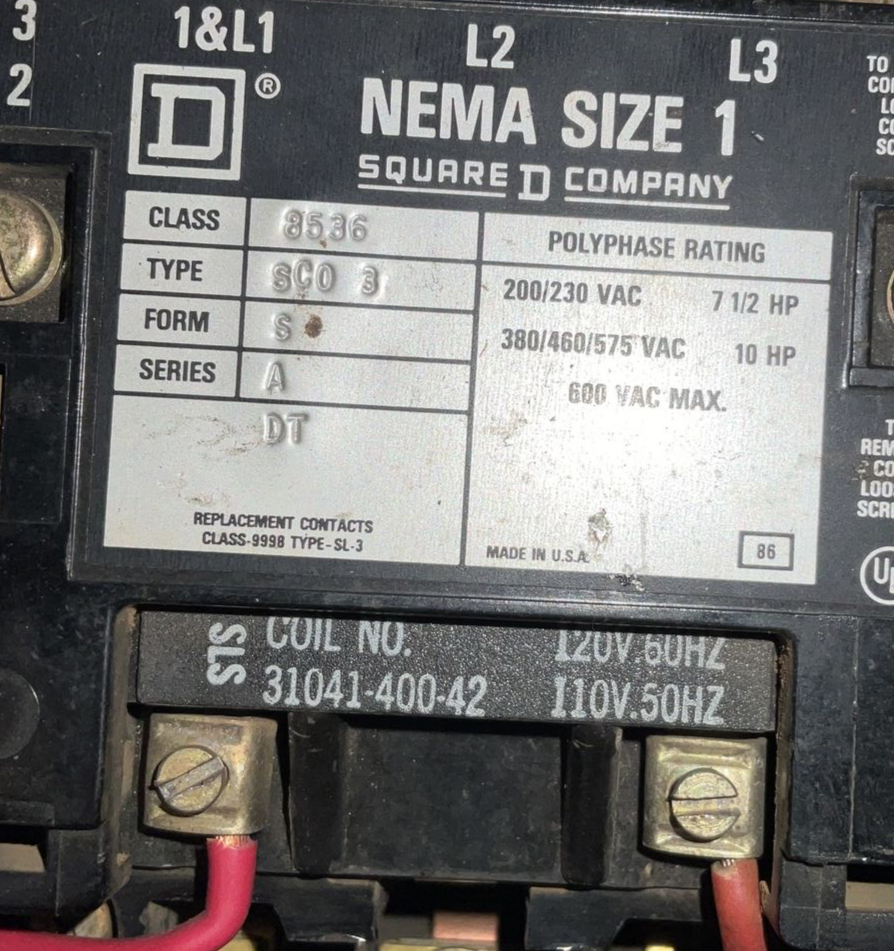 3
2
1&L1
L2
L3
D ®
NEMA SIZE 1
SQUARE D COMPANY
CLASS 8536
TYPE SCO 3
FORM S
SERIES A
DT
REPLACEMENT CONTACTS
CLASS-9998 TYPE-SL-3
POLYPHASE RATING
200/230 VAC 7 1/2 HP
380/460/575 VAC 10 HP
600 VAC MAX.
MADE IN U.S.A.
86
TO
COIL NO. 120V.60HZ
31041-400-42 110V.50HZ